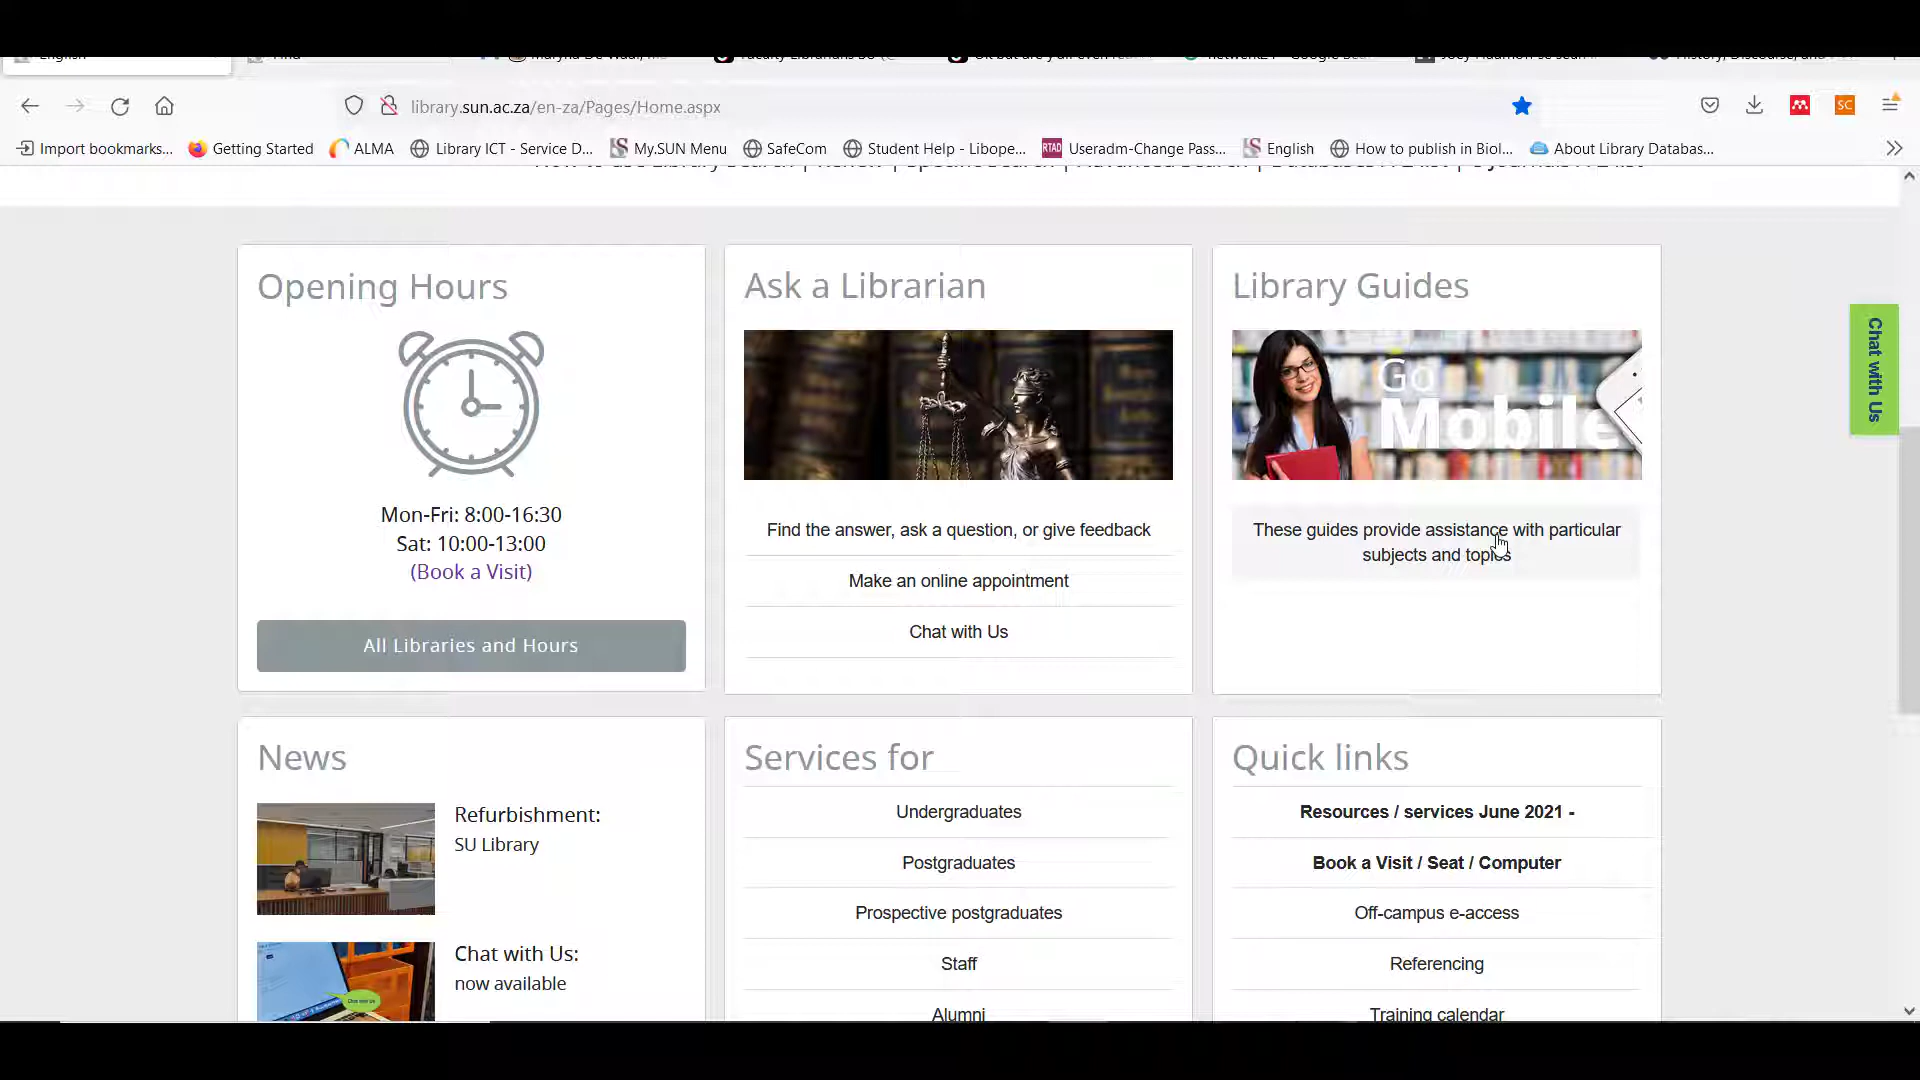 English
library.sun.ac.za/en-za/Pages/Home.aspx
SC
Import bookmarks... Getting Started ALMA Library ICT - Service D... My.SUN Menu SafeCom Student Help - Libope... RTAD Useradm-Change Pass... English How to publish in Biol... About Library Databas...
Opening Hours
Mon-Fri: 8:00-16:30
Sat: 10:00-13:00
(Book a Visit)
All Libraries and Hours
Ask a Librarian
Find the answer, ask a question, or give feedback
Make an online appointment
Chat with Us
Library Guides
Go
Mobile
These guides provide assistance with particular
subjects and topics
Chat with Us
News
Refurbishment:
SU Library
Chat with Us:
now available
Services for
Undergraduates
Postgraduates
Prospective postgraduates
Staff
Alumni
Quick links
Resources / services June 2021 -
Book a Visit / Seat / Computer
Off-campus e-access
Referencing
Training calendar